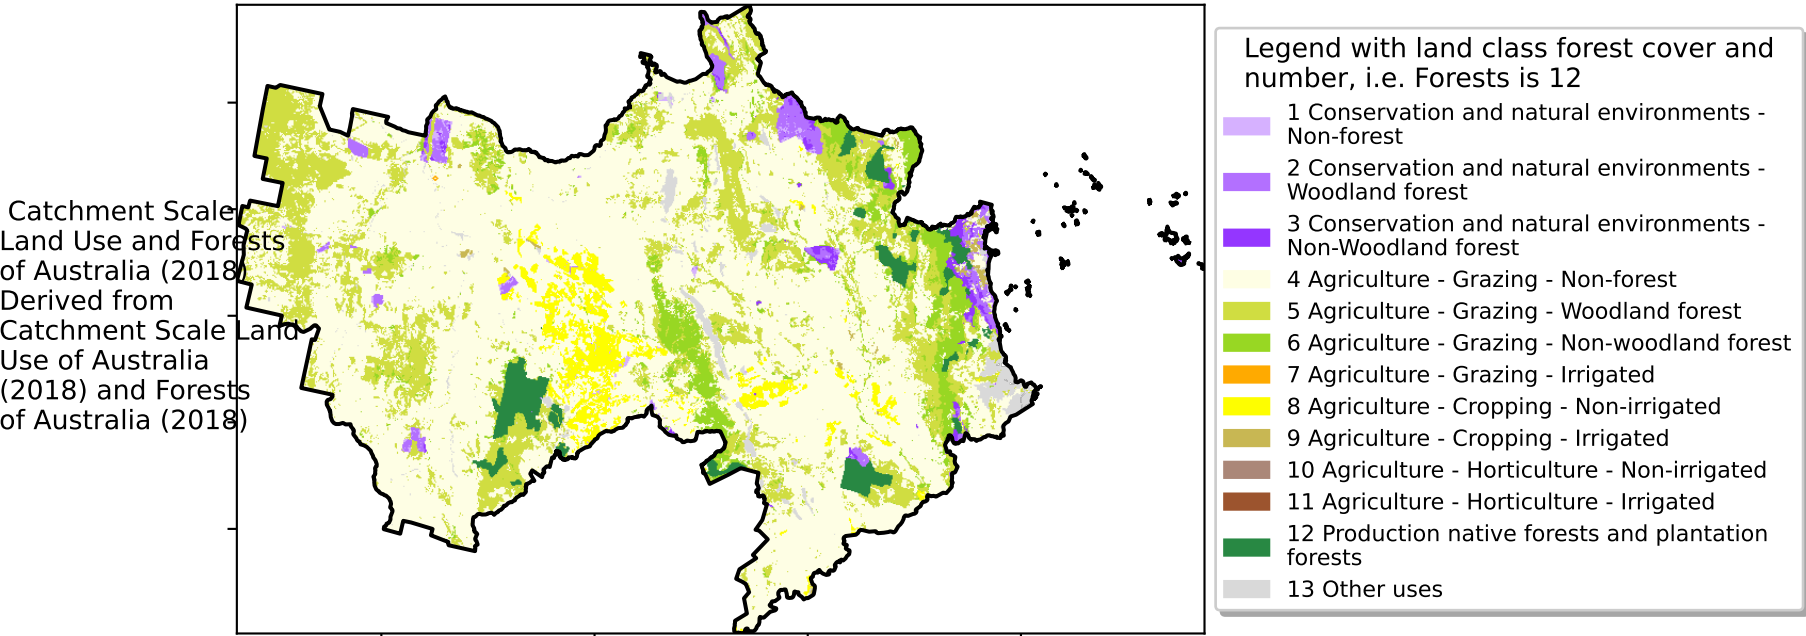 Catchment Scale
Land Use and Forests
of Australia (2018)
Derived from
Catchment Scale Land
Use of Australia
(2018) and Forests
of Australia (2018)
Legend with land class forest cover and
number, i.e. Forests is 12
1 Conservation and natural environments -
Non-forest
2 Conservation and natural environments -
Woodland forest
3 Conservation and natural environments -
Non-Woodland forest
4 Agriculture - Grazing - Non-forest
5 Agriculture - Grazing - Woodland forest
6 Agriculture - Grazing - Non-woodland forest
7 Agriculture - Grazing - Irrigated
8 Agriculture - Cropping - Non-irrigated
9 Agriculture - Cropping - Irrigated
10 Agriculture - Horticulture - Non-irrigated
11 Agriculture - Horticulture - Irrigated
12 Production native forests and plantation
forests
13 Other uses